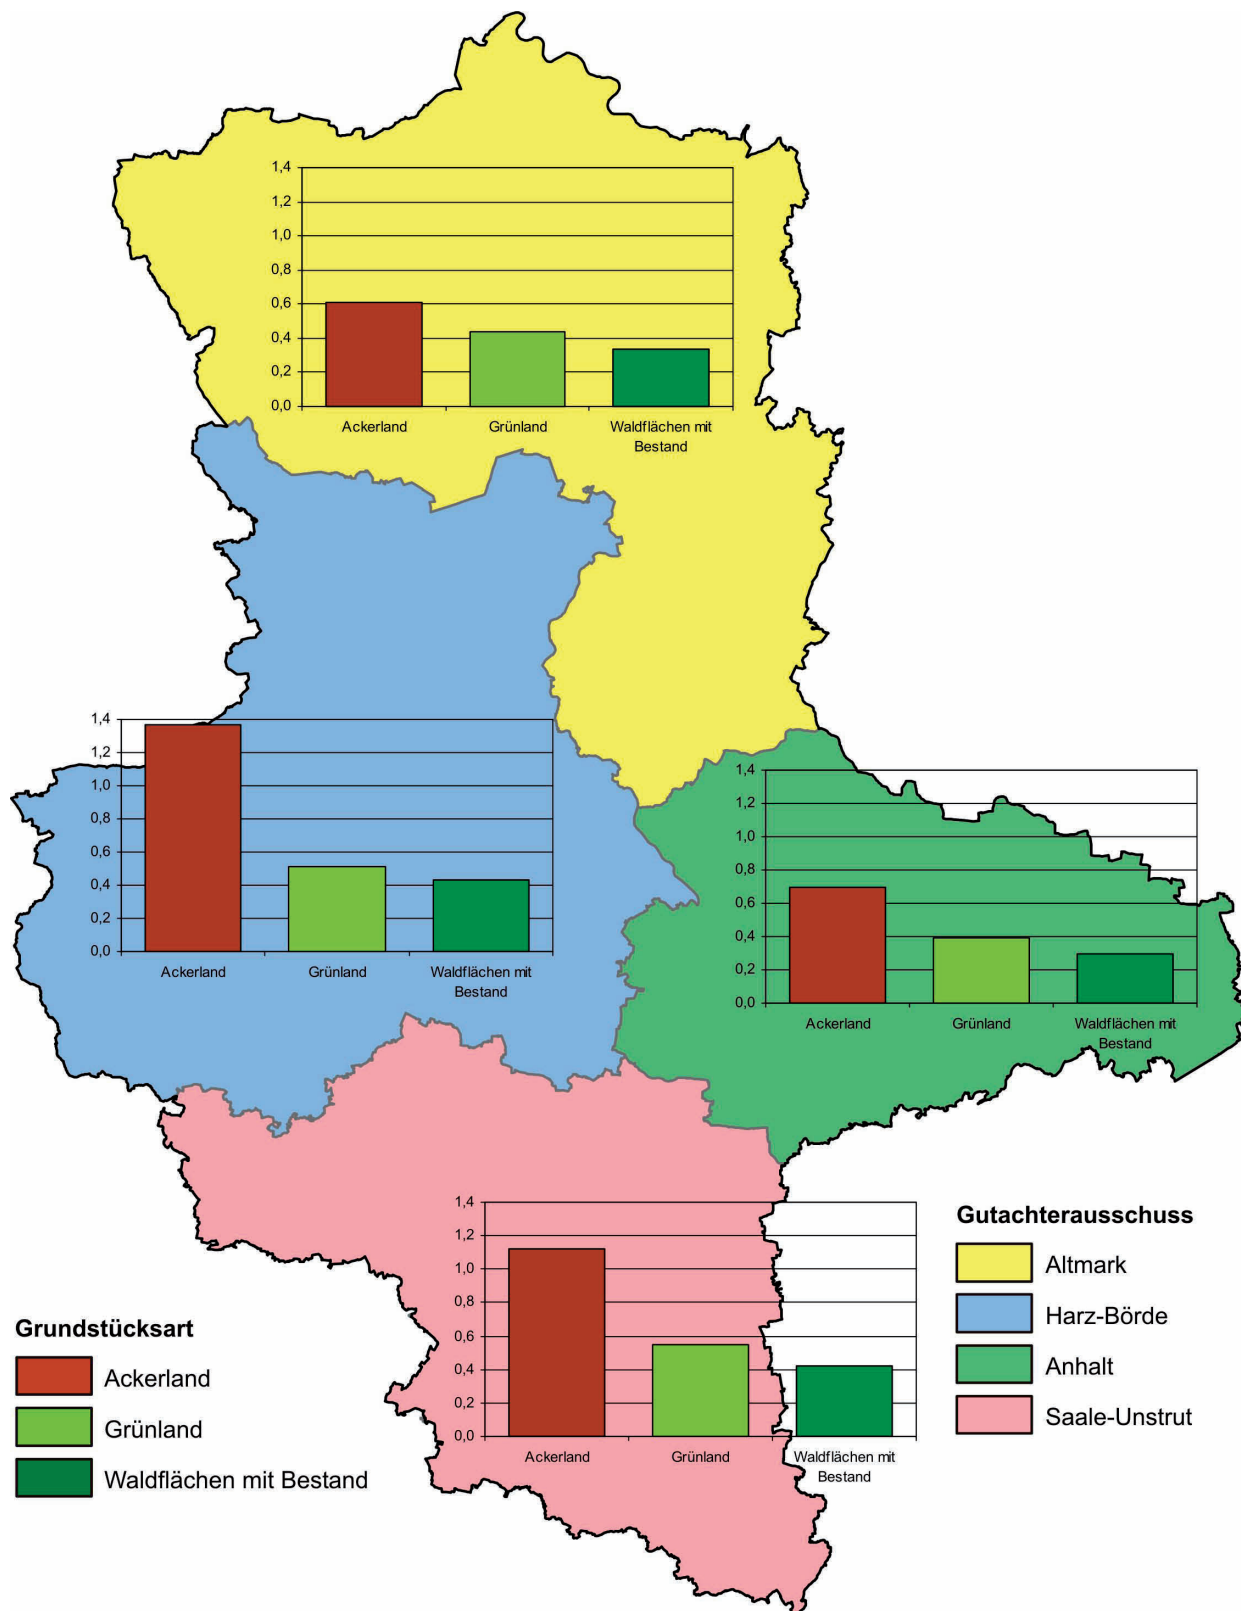 1,4
1,2
1,0
0,8
0,6
0,4
0,2
0,0
Ackerland
Grünland
Waldflächen mit
Bestand
1,4
1,2
1,0
0,8
0,6
0,4
0,2
0,0
Ackerland
Grünland
Waldflächen mit
Bestand
1,4
1,2
1,0
0,8
0,6
0,4
0,2
0,0
Ackerland
Grünland
Waldflächen mit
Bestand
1,4
1,2
1,0
0,8
0,6
0,4
0,2
0,0
Ackerland
Grünland
Waldflächen mit
Bestand
Grundstücksart
Ackerland
Grünland
Waldflächen mit Bestand
Gutachterausschuss
Altmark
Harz-Börde
Anhalt
Saale-Unstrut